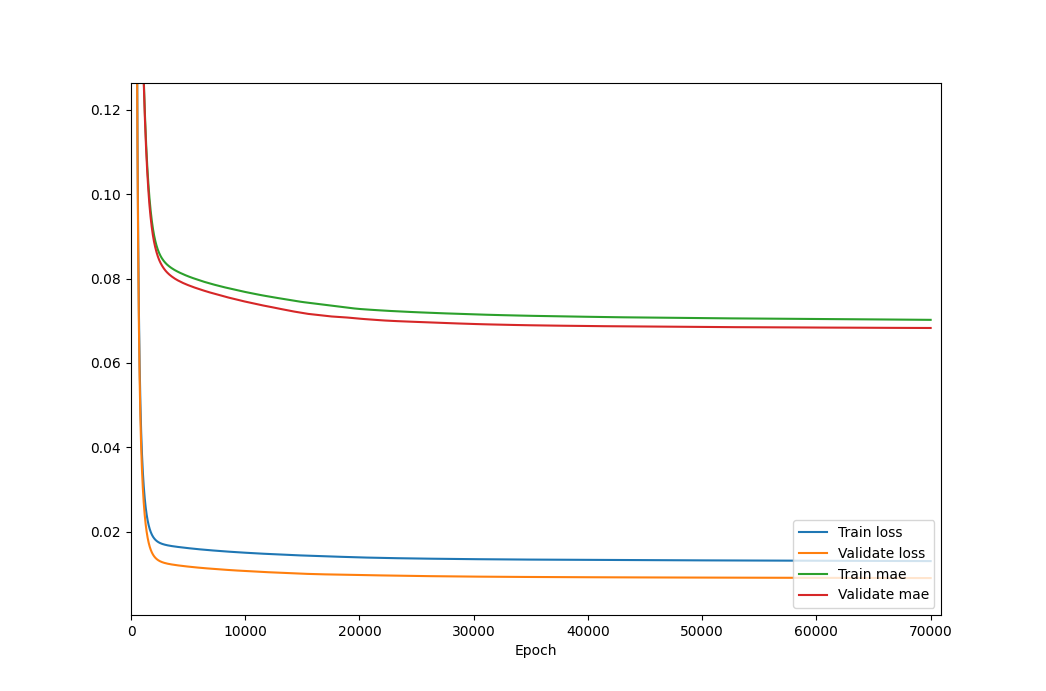 0.12
0.10
0.08
0.06
0.04
0.02
Train loss
Validate loss
Train mae
Validate mae
0 10000 20000 30000 40000 50000 60000 70000
Epoch